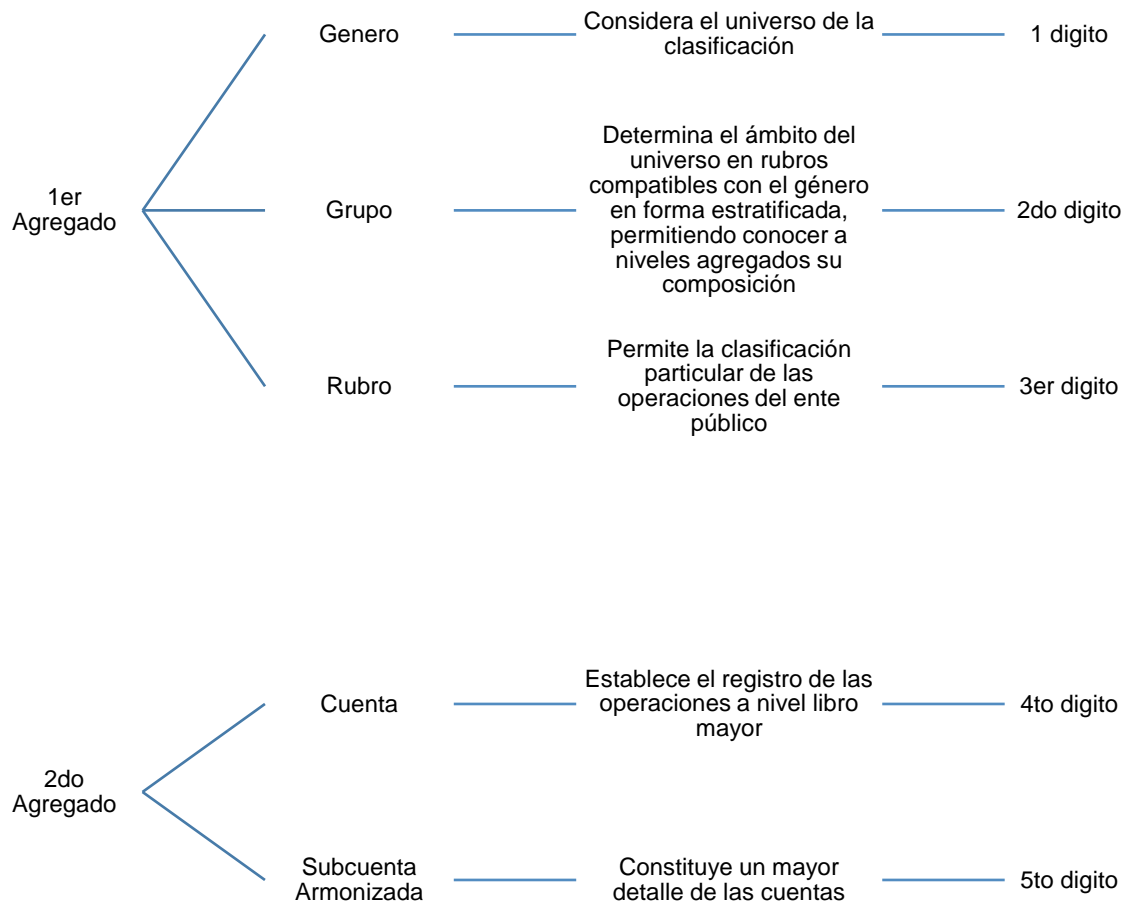 Genero
Considera el universo de la
clasificación
1 digito
1er
Agregado
Grupo
Determina el ámbito del
universo en rubros
compatibles con el género
en forma estratificada,
permitiendo conocer a
niveles agregados su
composición
2do digito
Rubro
Permite la clasificación
particular de las
operaciones del ente
público
3er digito
2do
Agregado
Cuenta
Establece el registro de las
operaciones a nivel libro
mayor
4to digito
Subcuenta
Armonizada
Constituye un mayor
detalle de las cuentas
5to digito